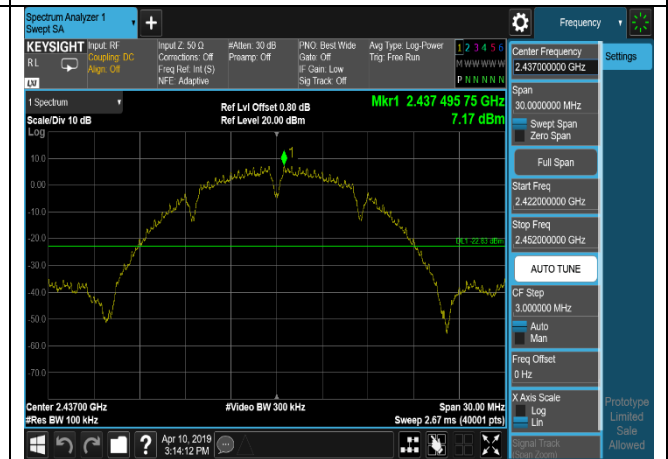 Spectrum Analyzer 1
Swept SA
Frequency
KEYSIGHT
RL
Input: RF
Coupling: DC
Align: Off
Input Z: 50 Ω
Corrections: Off
Freq Ref: Int (S)
NFE: Adaptive
#Atten: 30 dB
Preamp: Off
PNO: Best Wide
Gate: Off
IF Gain: Low
Sig Track: Off
Avg Type: Log-Power
Trig: Free Run
1 2 3 4 5 6
M W W W W W
P N N N N N
LXI
1 Spectrum
Scale/Div 10 dB
Log
Ref Lvl Offset 0.80 dB
Ref Level 20.00 dBm
Mkr1 2.437 495 75 GHz
7.17 dBm
1
10.0
0.00
-10.0
-20.0
-30.0
-40.0
-50.0
-60.0
-70.0
DL1 -22.83 dBm
Center 2.43700 GHz
#Res BW 100 kHz
#Video BW 300 kHz
Span 30.00 MHz
Sweep 2.67 ms (40001 pts)
Apr 10, 2019
3:14:12 PM
?
Center Frequency
2.437000000 GHz
Settings
Span
30.0000000 MHz
Swept Span
Zero Span
Full Span
Start Freq
2.422000000 GHz
Stop Freq
2.452000000 GHz
AUTO TUNE
CF Step
3.000000 MHz
Auto
Man
Freq Offset
0 Hz
X Axis Scale
Log
Lin
Signal Track
(Span Zoom)
Prototype
Limited
Sale
Allowed